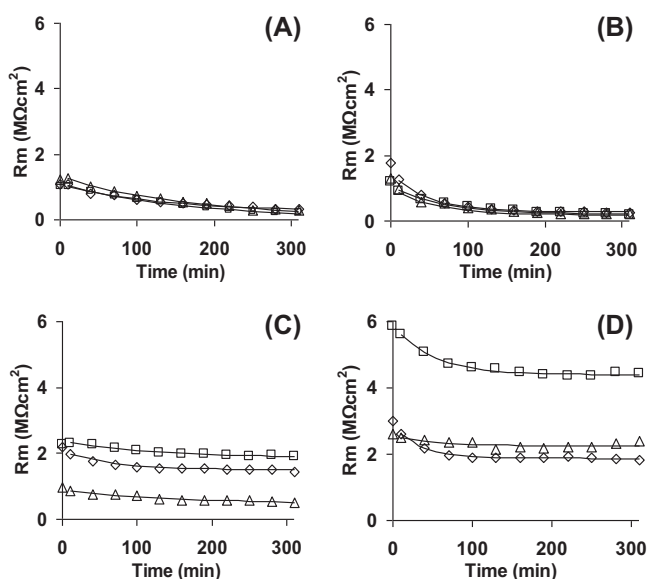 (A)
6
4
2
0
Rm (MΩcm²)
0 100 200 300
Time (min)
(B)
6
4
2
0
Rm (MΩcm²)
0 100 200 300
Time (min)
(C)
6
4
2
0
Rm (MΩcm²)
0 100 200 300
Time (min)
(D)
6
4
2
0
Rm (MΩcm²)
0 100 200 300
Time (min)